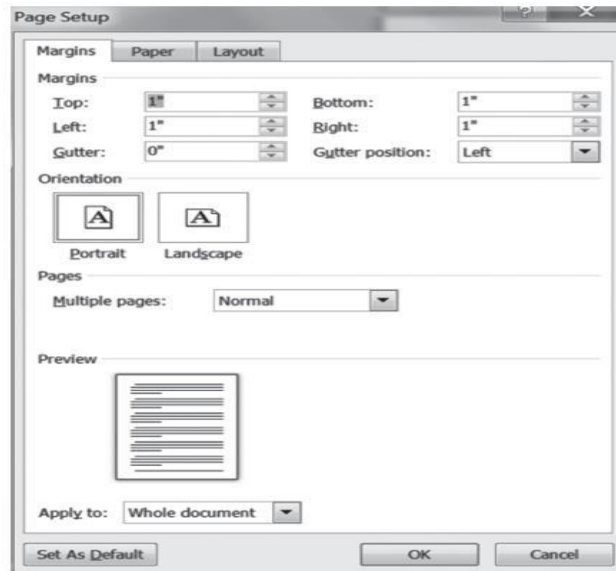 Page Setup ? X
Margins Paper Layout
Margins
Top: 1" Bottom: 1"
Left: 1" Right: 1"
Gutter: 0" Gutter position: Left
Orientation
A A
Portrait Landscape
Pages
Multiple pages: Normal
Preview
Apply to: Whole document
Set As Default OK Cancel